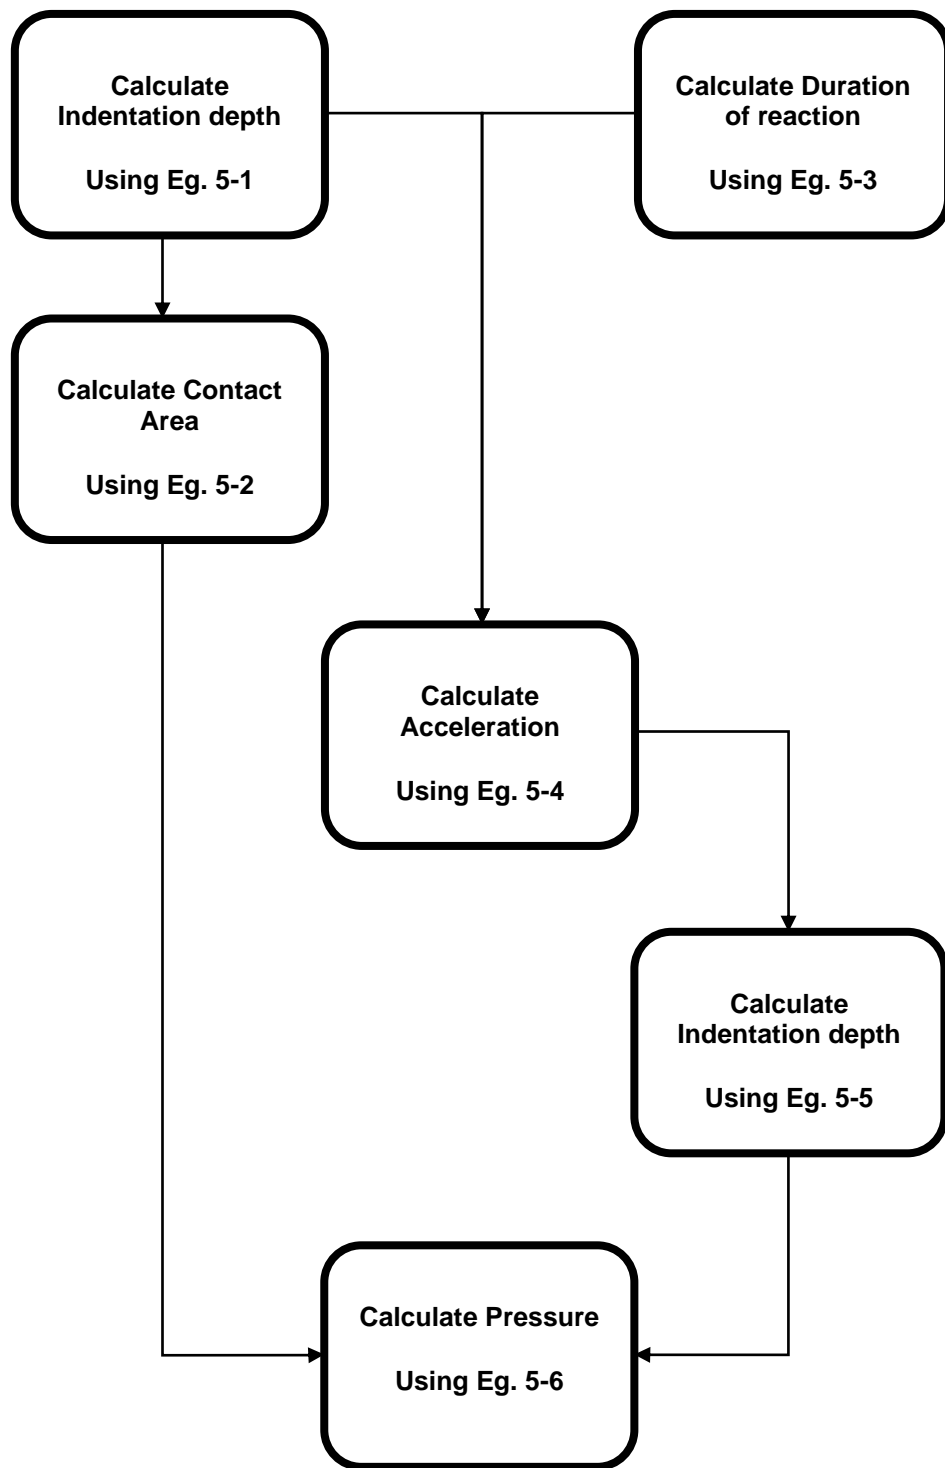 Calculate
Indentation depth
Using Eg. 5-1
Calculate Duration
of reaction
Using Eg. 5-3
Calculate Contact
Area
Using Eg. 5-2
Calculate
Acceleration
Using Eg. 5-4
Calculate
Indentation depth
Using Eg. 5-5
Calculate Pressure
Using Eg. 5-6